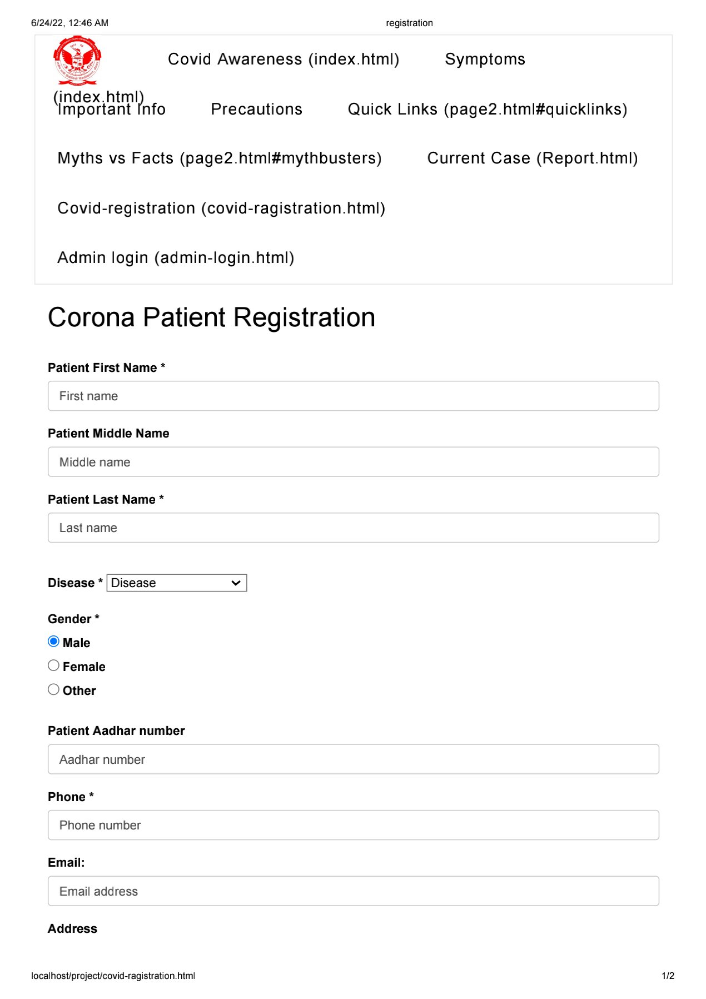 6/24/22, 12:46 AM registration
Covid Awareness (index.html) Symptoms
(index.html)
Important Info Precautions Quick Links (page2.html#quicklinks)
Myths vs Facts (page2.html#mythbusters) Current Case (Report.html)
Covid-registration (covid-ragistration.html)
Admin login (admin-login.html)
Corona Patient Registration
Patient First Name *
First name
Patient Middle Name
Middle name
Patient Last Name *
Last name
Disease * Disease
Gender *
Male
Female
Other
Patient Aadhar number
Aadhar number
Phone *
Phone number
Email:
Email address
Address
localhost/project/covid-ragistration.html 1/2